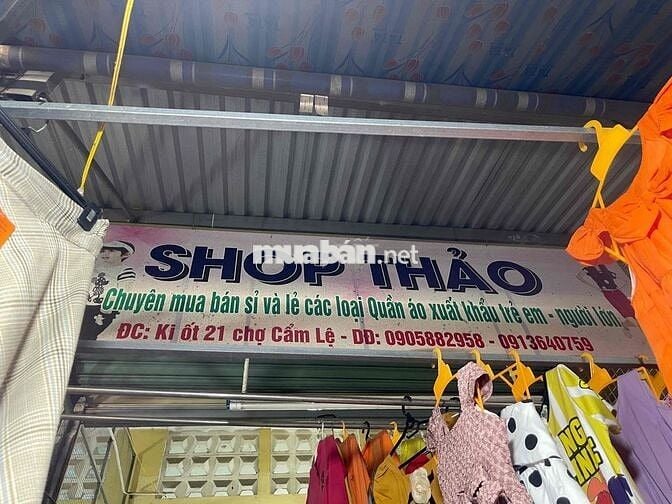 SHOP THẢO
muabán.net
Chuyên mua bán sỉ và lẻ các loại Quần áo xuất khẩu trẻ em - người lớn
ĐC: Ki ốt 21 chợ Cẩm Lệ - DĐ: 0905882958 - 0913640759